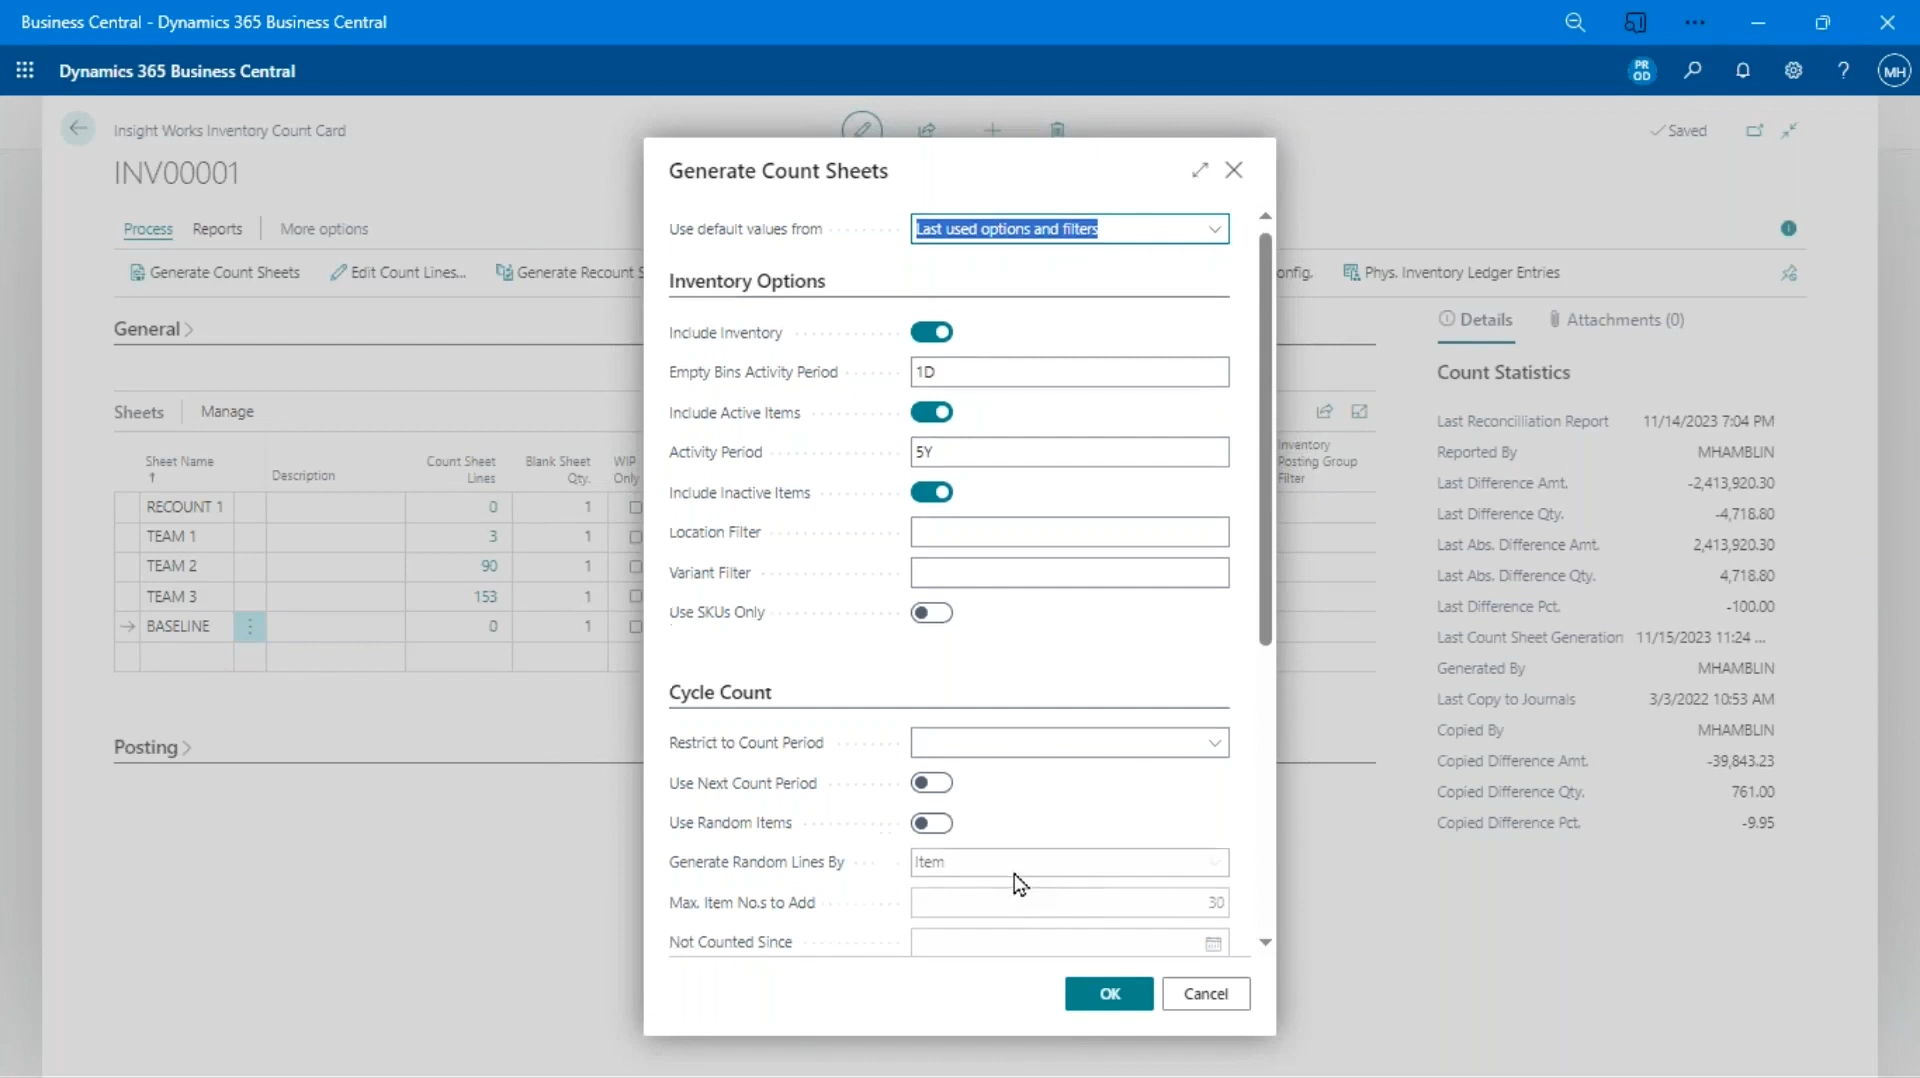 Business Central - Dynamics 365 Business Central
Dynamics 365 Business Central
PR
OD
?
MH
Insight Works Inventory Count Card
Saved
INV00001
Process Reports More options
Generate Count Sheets Edit Count Lines... Generate Recount S
onfig. Phys. Inventory Ledger Entries
General
Sheets Manage
Sheet Name Description Count Sheet Lines Blank Sheet Qty. WIP Only
Inventory Posting Group Filter
RECOUNT 1 0 1
TEAM 1 3 1
TEAM 2 90 1
TEAM 3 153 1
BASELINE 0 1
Posting
Generate Count Sheets
Use default values from Last used options and filters
Inventory Options
Include Inventory
Empty Bins Activity Period 1D
Include Active Items
Activity Period 5Y
Include Inactive Items
Location Filter
Variant Filter
Use SKUs Only
Cycle Count
Restrict to Count Period
Use Next Count Period
Use Random Items
Generate Random Lines By Item
Max. Item No.s to Add 30
Not Counted Since
OK Cancel
Details Attachments (0)
Count Statistics
Last Reconcilliation Report 11/14/2023 7:04 PM
Reported By MHAMBLIN
Last Difference Amt. -2,413,920.30
Last Difference Qty. -4,718.80
Last Abs. Difference Amt. 2,413,920.30
Last Abs. Difference Qty. 4,718.80
Last Difference Pct. -100.00
Last Count Sheet Generation 11/15/2023 11:24 ...
Generated By MHAMBLIN
Last Copy to Journals 3/3/2022 10:53 AM
Copied By MHAMBLIN
Copied Difference Amt. -39,843.23
Copied Difference Qty. 761.00
Copied Difference Pct. -9.95